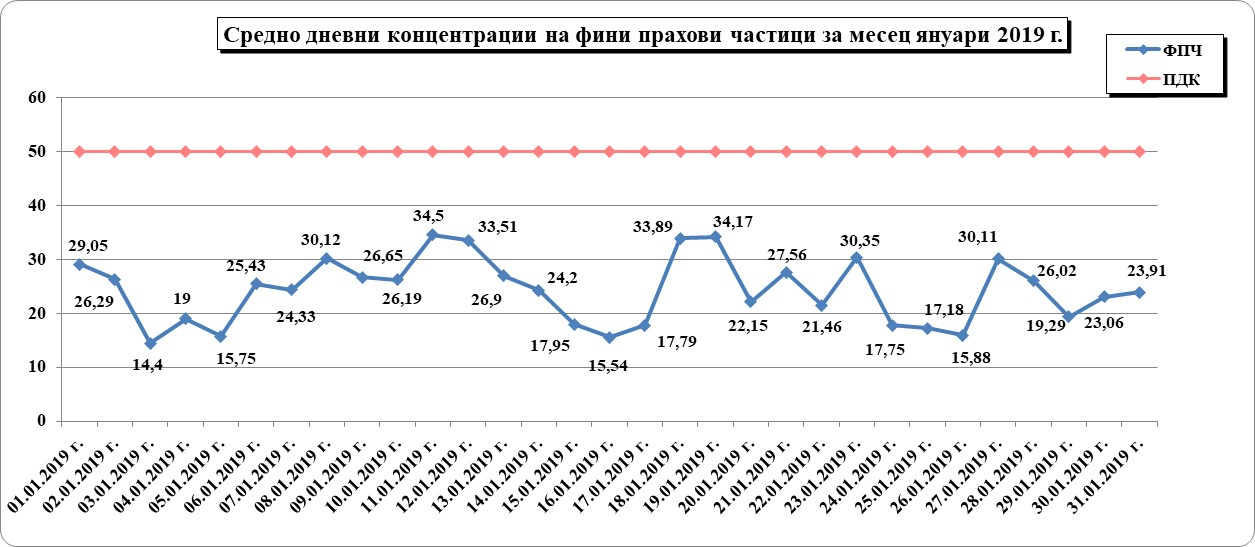 Средно дневни концентрации на фини прахови частици за месец януари 2019 г.
ФПЧ
ПДК
60
50
40
30
20
10
0
29,05
26,29
14,4
19
15,75
25,43
24,33
30,12
26,65
26,19
34,5
33,51
26,9
24,2
17,95
15,54
17,79
33,89
34,17
22,15
27,56
21,46
30,35
17,75
17,18
15,88
30,11
26,02
19,29
23,06
23,91
01.01.2019 г.
02.01.2019 г.
03.01.2019 г.
04.01.2019 г.
05.01.2019 г.
06.01.2019 г.
07.01.2019 г.
08.01.2019 г.
09.01.2019 г.
10.01.2019 г.
11.01.2019 г.
12.01.2019 г.
13.01.2019 г.
14.01.2019 г.
15.01.2019 г.
16.01.2019 г.
17.01.2019 г.
18.01.2019 г.
19.01.2019 г.
20.01.2019 г.
21.01.2019 г.
22.01.2019 г.
23.01.2019 г.
24.01.2019 г.
25.01.2019 г.
26.01.2019 г.
27.01.2019 г.
28.01.2019 г.
29.01.2019 г.
30.01.2019 г.
31.01.2019 г.